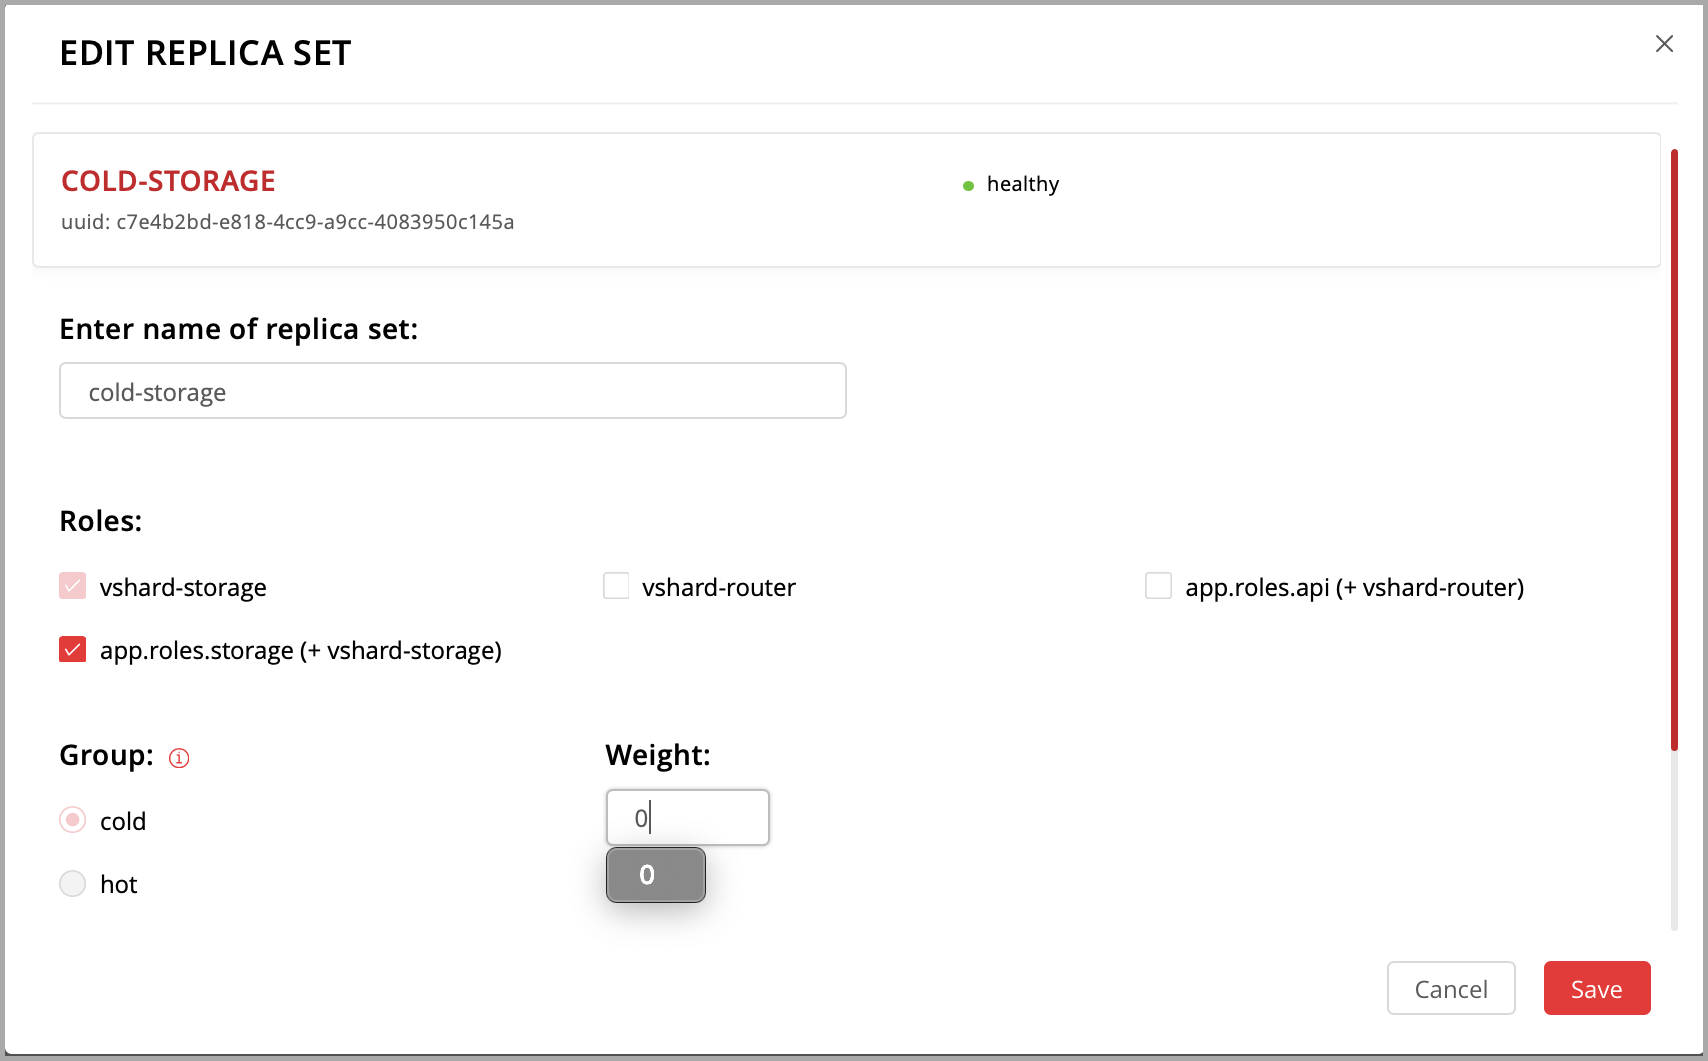 EDIT REPLICA SET
COLD-STORAGE
healthy
uuid: c7e4b2bd-e818-4cc9-a9cc-4083950c145a
Enter name of replica set:
cold-storage
Roles:
vshard-storage
vshard-router
app.roles.api (+ vshard-router)
app.roles.storage (+ vshard-storage)
Group:
Weight:
cold
0
hot
0
Cancel
Save